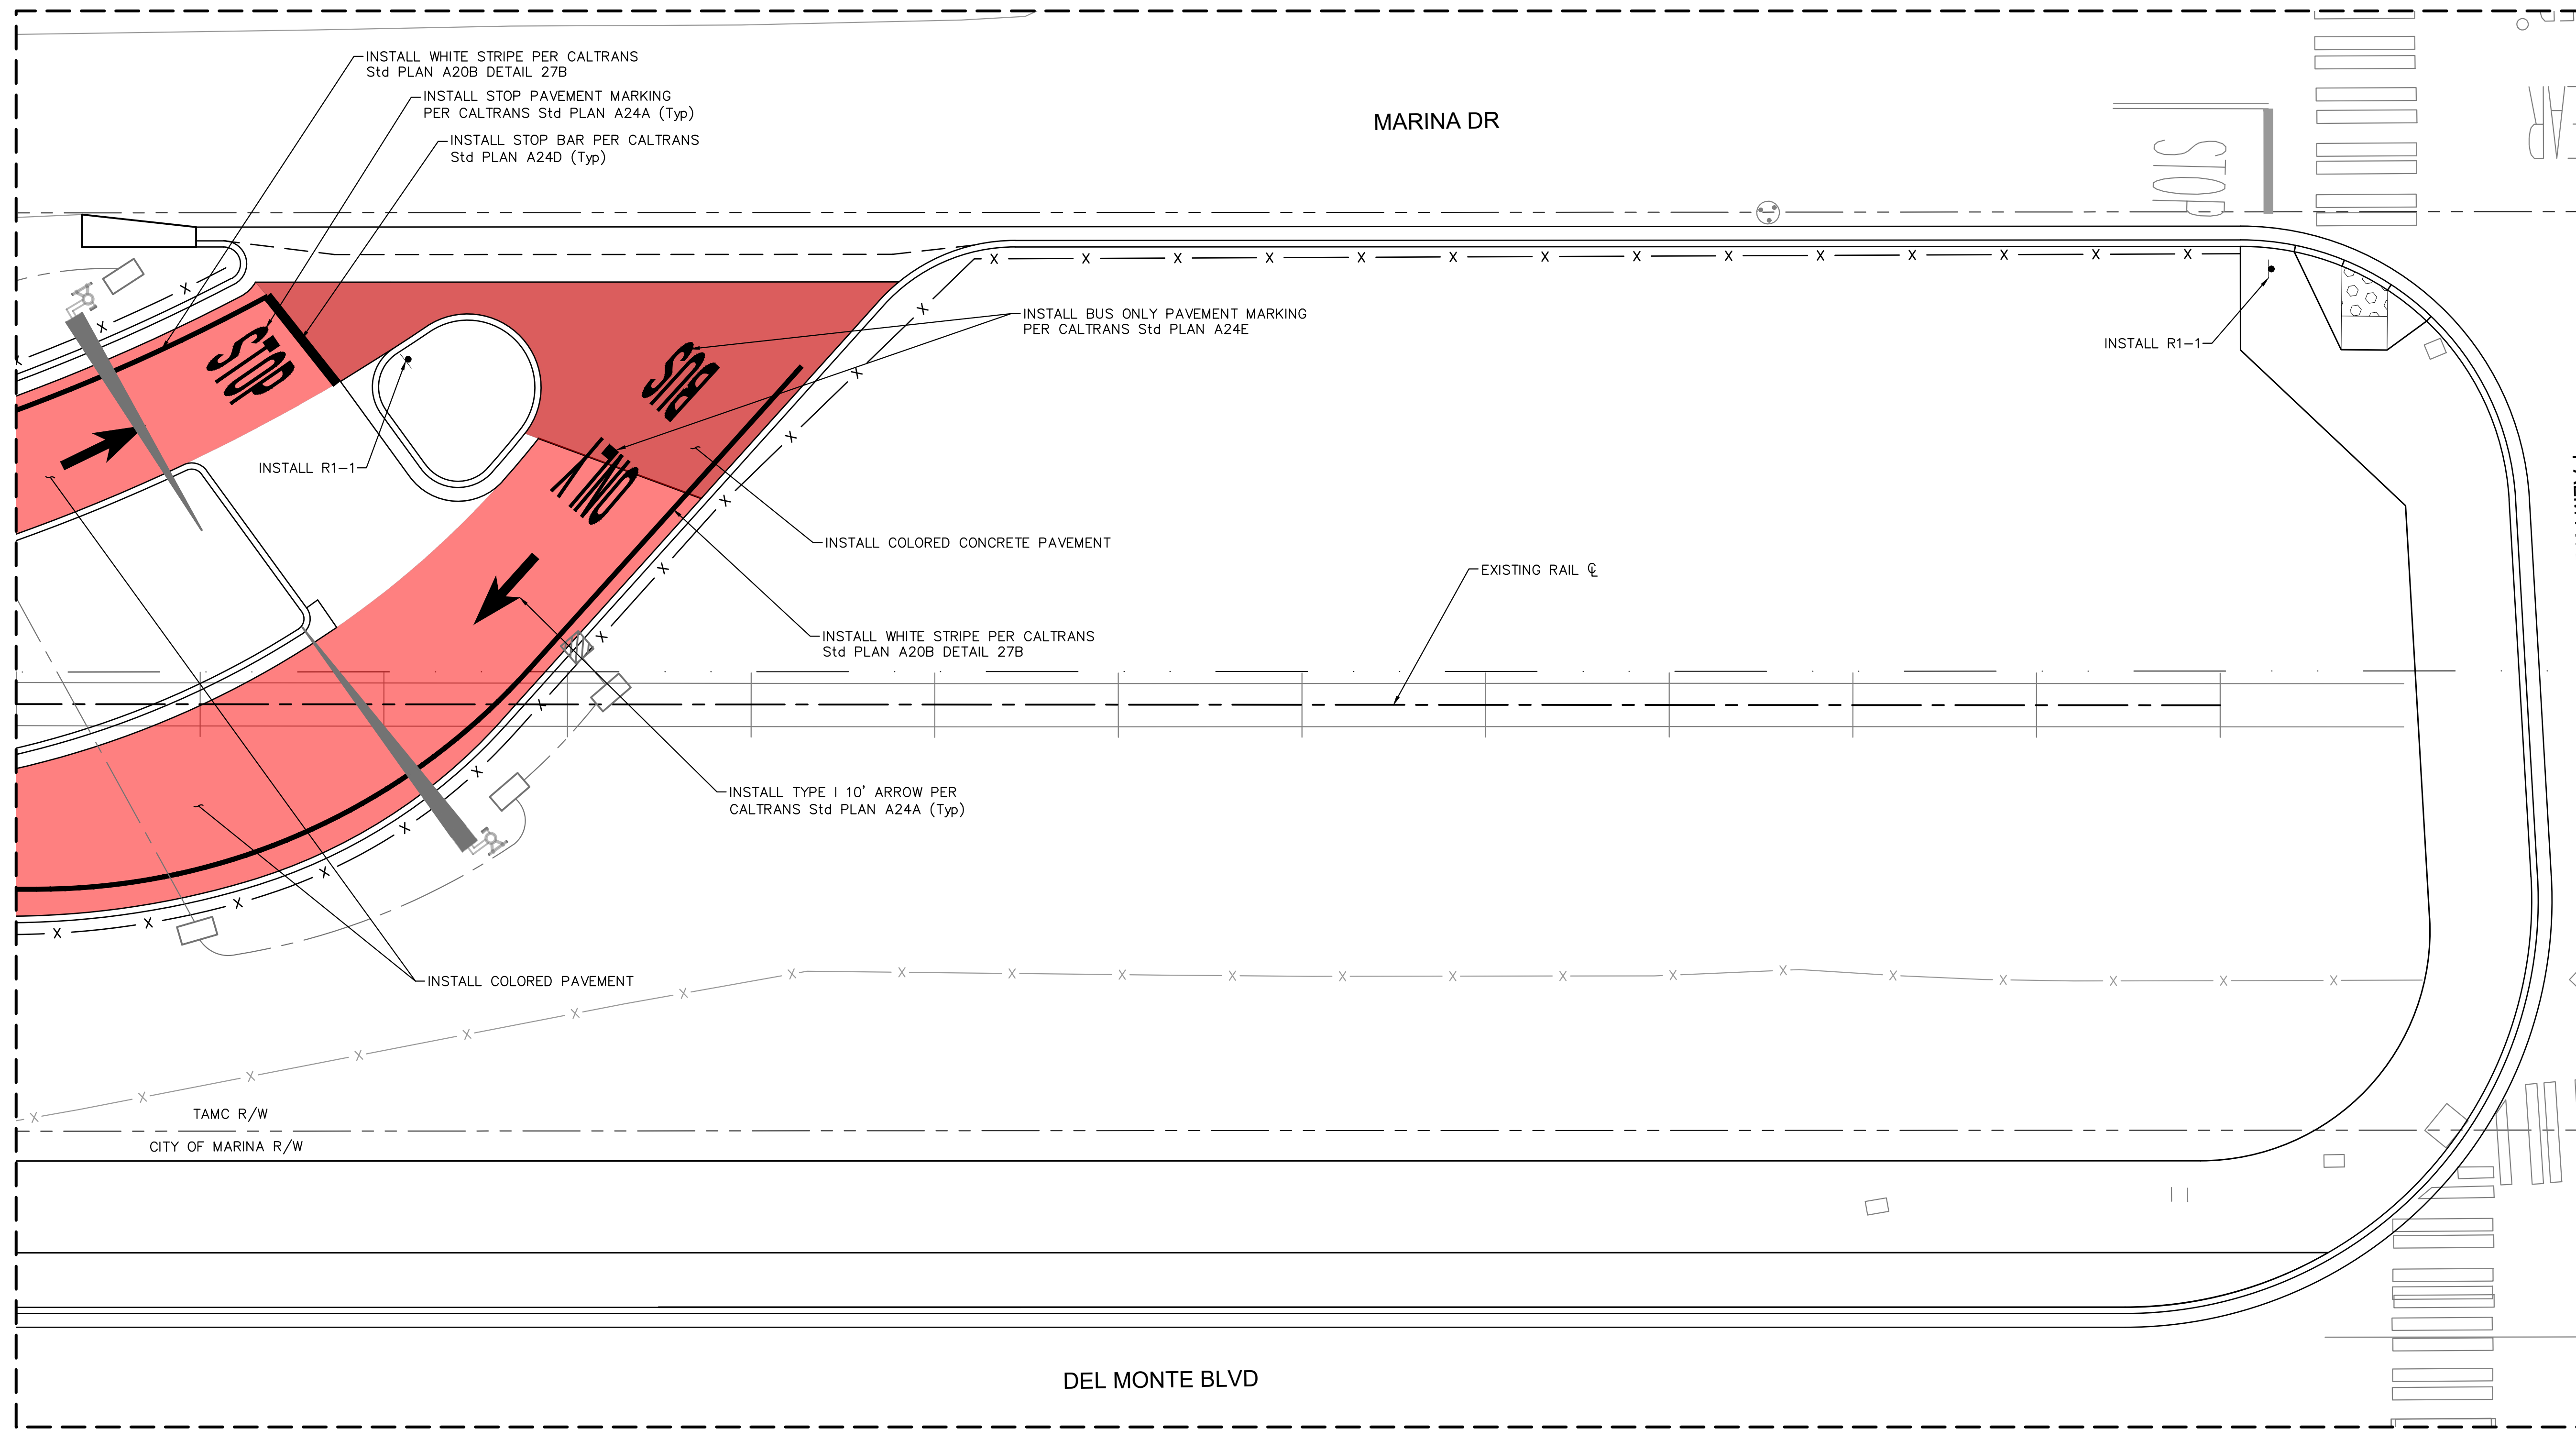 INSTALL WHITE STRIPE PER CALTRANS
Std PLAN A20B DETAIL 27B
INSTALL STOP PAVEMENT MARKING
PER CALTRANS Std PLAN A24A (Typ)
INSTALL STOP BAR PER CALTRANS
Std PLAN A24D (Typ)
MARINA DR
STOP
STOP
BUS
ONLY
INSTALL BUS ONLY PAVEMENT MARKING
PER CALTRANS Std PLAN A24E
INSTALL R1-1
INSTALL R1-1
INSTALL COLORED CONCRETE PAVEMENT
EXISTING RAIL ℄
INSTALL WHITE STRIPE PER CALTRANS
Std PLAN A20B DETAIL 27B
INSTALL TYPE I 10' ARROW PER
CALTRANS Std PLAN A24A (Typ)
INSTALL COLORED PAVEMENT
TAMC R/W
CITY OF MARINA R/W
DEL MONTE BLVD